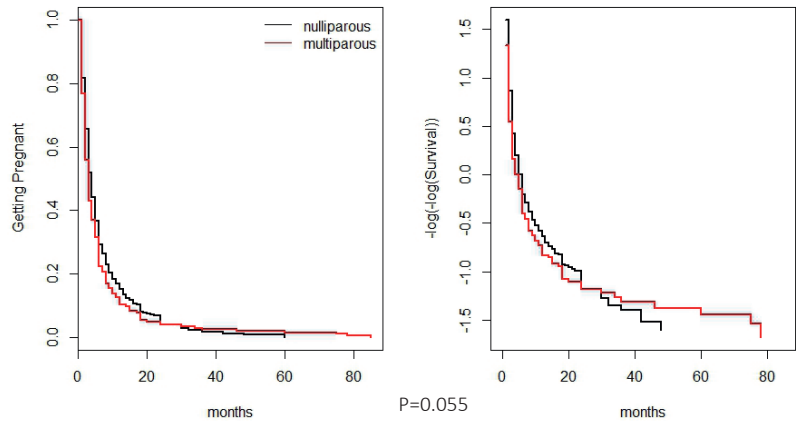 nulliparous
multiparous
Getting Pregnant
1.0
0.8
0.6
0.4
0.2
0.0
0 20 40 60 80
months
-log(-log(Survival))
1.5
1.0
0.5
0.0
-0.5
-1.0
-1.5
0 20 40 60 80
months
P=0.055